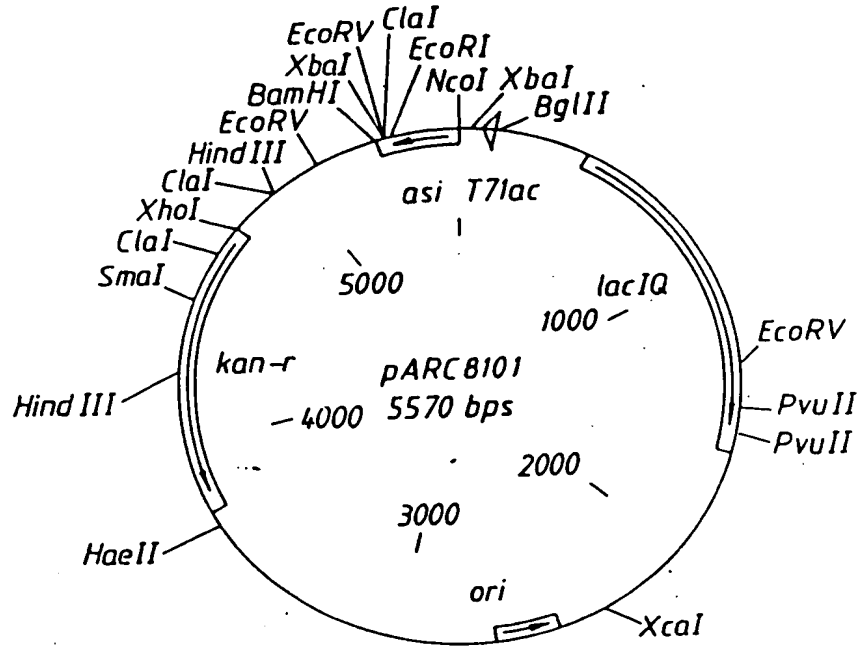 ClaI
EcoRV
EcoRI
XbaI
NcoI
XbaI
BamHI
BglII
EcoRV
HindIII
ClaI
asi T71ac
XhoI
ClaI
SmaI
5000
lacIQ
1000
EcoRV
kan-r
pARC8101
HindIII
4000
5570 bps
PvuII
PvuII
2000
3000
HaeII
ori
XcaI